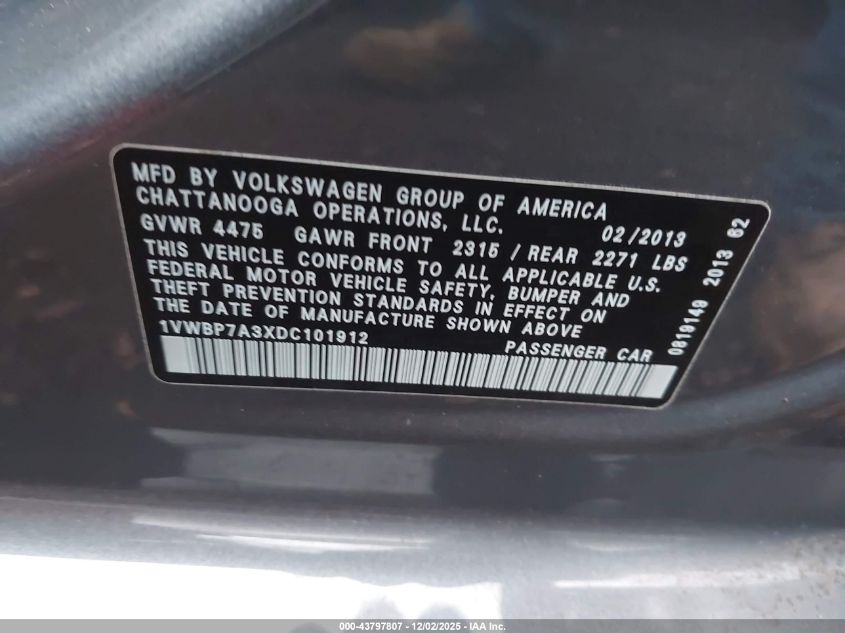 MFD BY VOLKSWAGEN GROUP OF AMERICA
CHATTANOOGA OPERATIONS, LLC. 02/2013
GVWR 4475 GAWR FRONT 2315 / REAR 2271 LBS
THIS VEHICLE CONFORMS TO ALL APPLICABLE U.S.
FEDERAL MOTOR VEHICLE SAFETY, BUMPER AND
THEFT PREVENTION STANDARDS IN EFFECT ON
THE DATE OF MANUFACTURE SHOWN ABOVE
1VWBP7A3XDC101912 PASSENGER CAR
0819149 2013 62
000-43797807 - 12/02/2025 - IAA Inc.